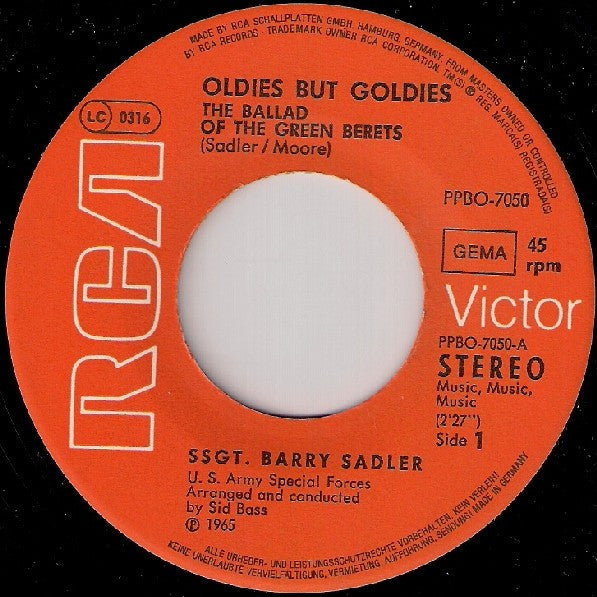 MADE BY RCA SCHALLPLATTEN GMBH, HAMBURG, GERMANY, FROM MASTERS OWNED OR CONTROLLED
BY RCA RECORDS · TRADEMARK OWNER RCA CORPORATION. TM(S) ® REG. MARCA(S) REGISTRADA(S)
OLDIES BUT GOLDIES
THE BALLAD
OF THE GREEN BERETS
(Sadler / Moore)
LC 0316
RCA
PPBO-7050
GEMA
45
rpm
Victor
PPBO-7050-A
STEREO
Music, Music,
Music
(2'27")
Side 1
SSGT. BARRY SADLER
U. S. Army Special Forces
Arranged and conducted
by Sid Bass
℗ 1965
ALLE URHEBER- UND LEISTUNGSSCHUTZRECHTE VORBEHALTEN, KEIN VERLEIH!
KEINE UNERLAUBTE VERVIELFÄLTIGUNG, VERMIETUNG, AUFFÜHRUNG, SENDUNG! MADE IN GERMANY